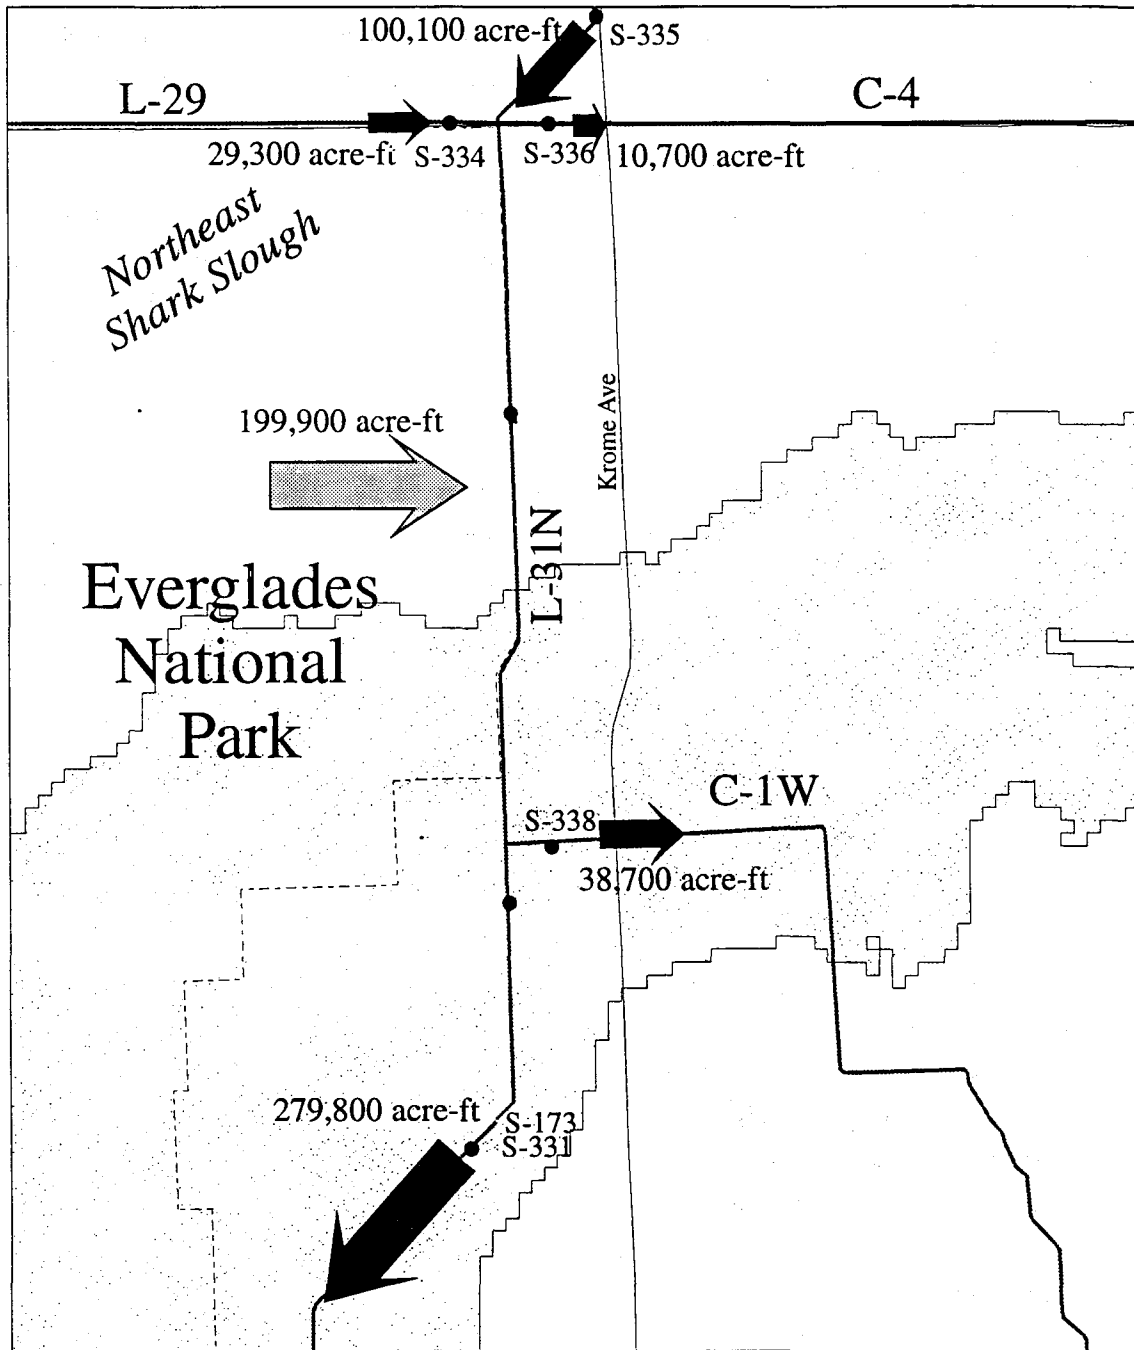 100,100 acre-ft
S-335
L-29
C-4
29,300 acre-ft
S-334
S-336
10,700 acre-ft
Northeast
Shark Slough
199,900 acre-ft
Krome Ave
L-31N
Everglades
National
Park
C-1W
S-338
38,700 acre-ft
279,800 acre-ft
S-173
S-331